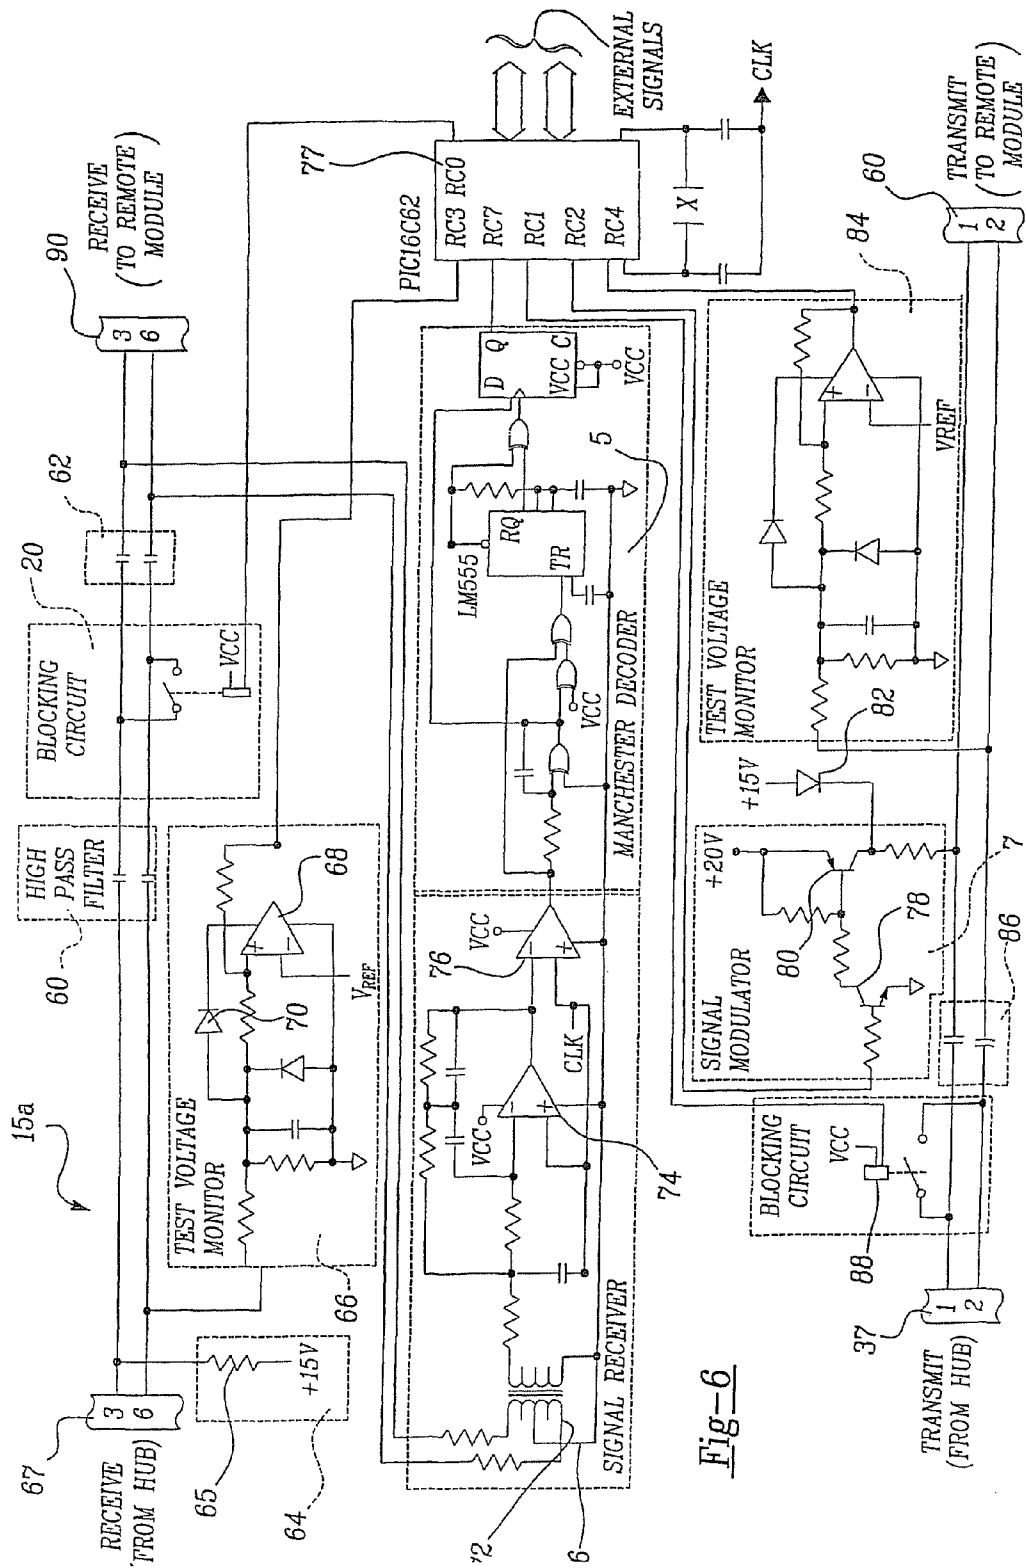 15a
67
3
6
RECEIVE
(FROM HUB)
65
64
+15V
60
HIGH
PASS
FILTER
20
BLOCKING
CIRCUIT
VCC
62
90
3
6
RECEIVE
(TO REMOTE
MODULE)
TEST VOLTAGE
MONITOR
66
70
68
+
-
VREF
SIGNAL RECEIVER
72
6
VCC
-
+
74
76
VCC
-
+
CLK
MANCHESTER DECODER
5
VCC
LM555
RQ
TR
D Q
VCC C
VCC
PIC16C62
77
RC3 RC0
RC7
RC1
RC2
RC4
EXTERNAL
SIGNALS
X
CLK
37
1
2
TRANSMIT
(FROM HUB)
BLOCKING
CIRCUIT
VCC
88
86
SIGNAL
MODULATOR
+20V
80
78
7
+15V
82
TEST VOLTAGE
MONITOR
+
-
VREF
84
60
1
2
TRANSMIT
(TO REMOTE
MODULE)
Fig-6